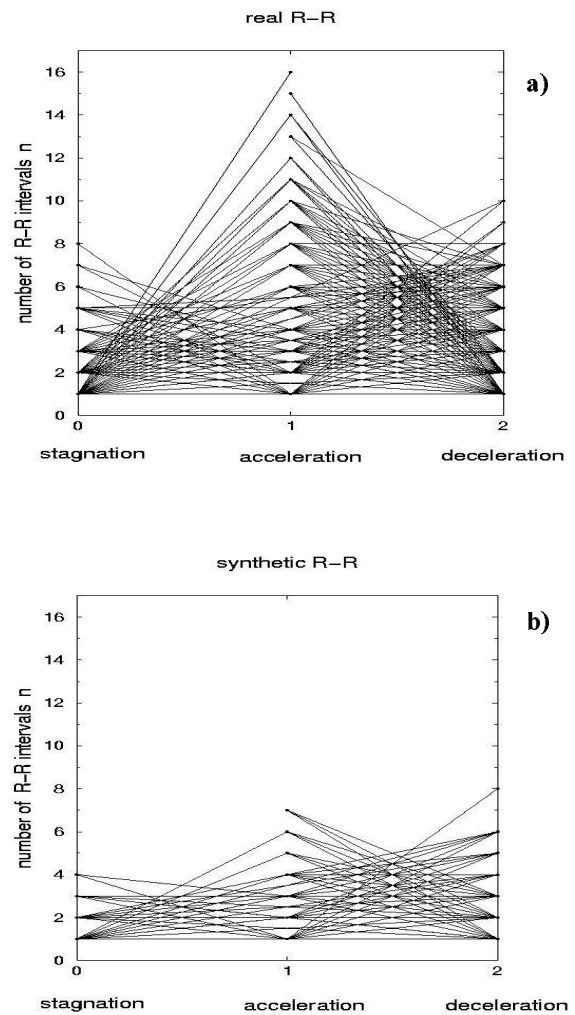 real R-R
a)
number of R-R intervals n
16
14
12
10
8
6
4
2
0
0 1 2
stagnation acceleration deceleration
synthetic R-R
b)
number of R-R intervals n
16
14
12
10
8
6
4
2
0
0 1 2
stagnation acceleration deceleration